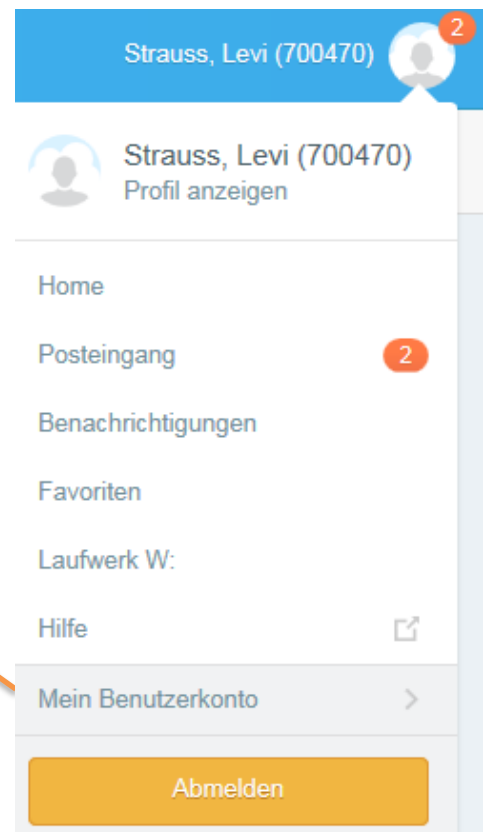 Strauss, Levi (700470)
2
Strauss, Levi (700470)
Profil anzeigen
Home
Posteingang 2
Benachrichtigungen
Favoriten
Laufwerk W:
Hilfe
Mein Benutzerkonto
Abmelden